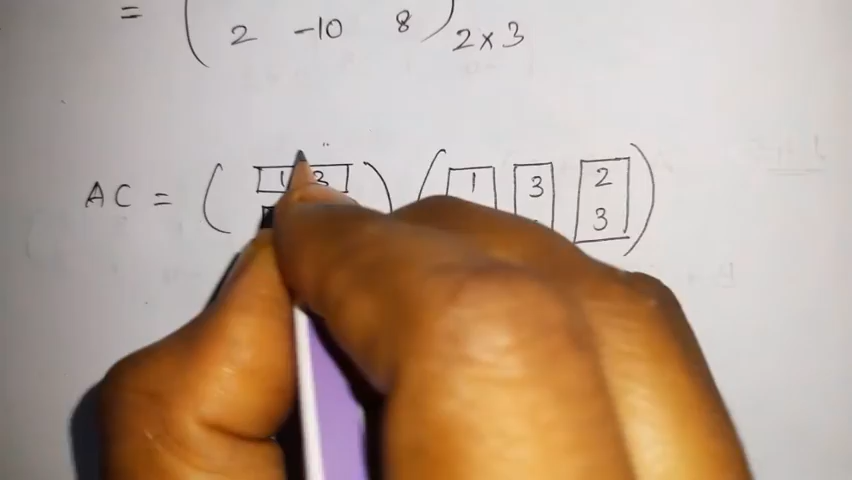 = ( 2 -10 8 ) 2 × 3
AC = ( 1 3 ) ( 1 3 2
3 )